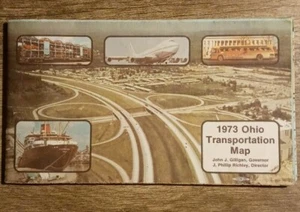 1973 Ohio
Transportation
Map
John J. Gilligan, Governor
J. Phillip Richley, Director